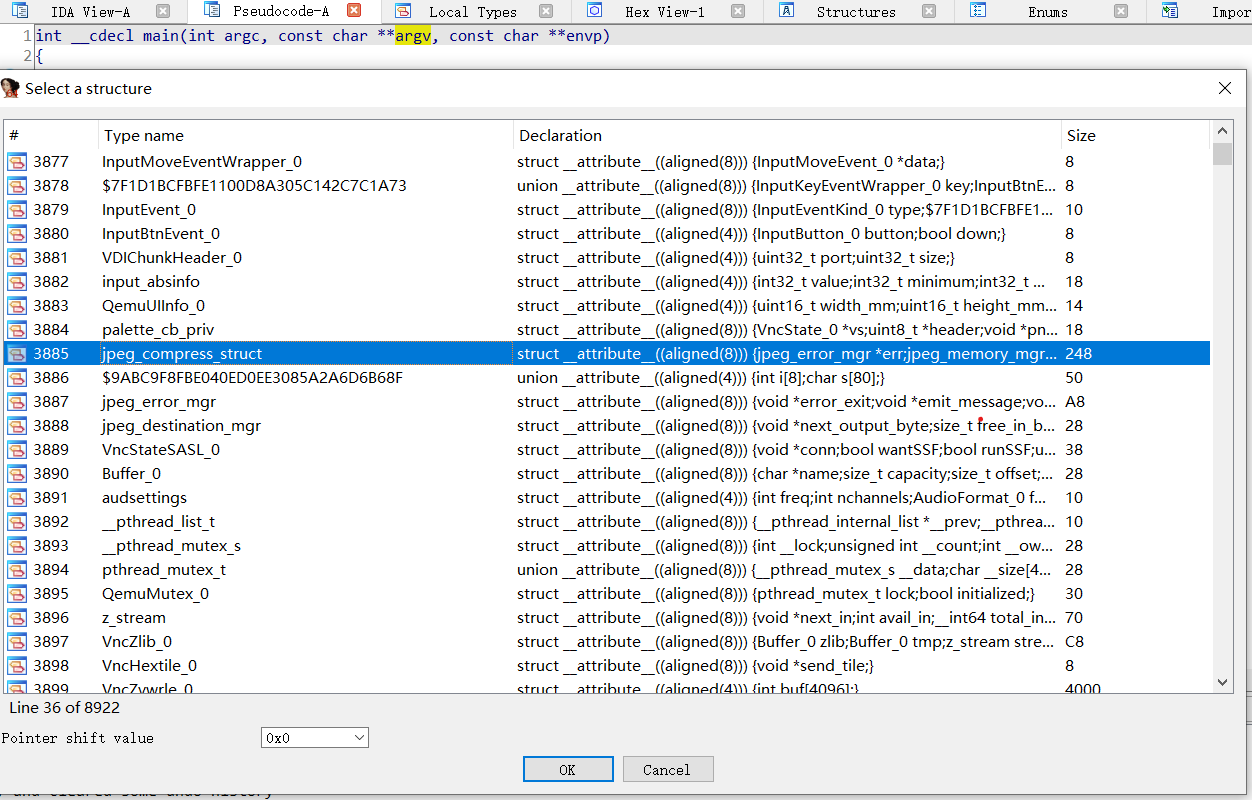 IDA View-A Pseudocode-A Local Types Hex View-1 Structures Enums Impor
1 int __cdecl main(int argc, const char **argv, const char **envp)
2 {
Select a structure
# Type name Declaration Size
3877 InputMoveEventWrapper_0 struct __attribute__((aligned(8))) {InputMoveEvent_0 *data;} 8
3878 $7F1D1BCFBFE1100D8A305C142C7C1A73 union __attribute__((aligned(8))) {InputKeyEventWrapper_0 key;InputBtnE... 8
3879 InputEvent_0 struct __attribute__((aligned(8))) {InputEventKind_0 type;$7F1D1BCFBFE1... 10
3880 InputBtnEvent_0 struct __attribute__((aligned(4))) {InputButton_0 button;bool down;} 8
3881 VDIChunkHeader_0 struct __attribute__((aligned(4))) {uint32_t port;uint32_t size;} 8
3882 input_absinfo struct __attribute__((aligned(4))) {int32_t value;int32_t minimum;int32_t ... 18
3883 QemuUIInfo_0 struct __attribute__((aligned(4))) {uint16_t width_mm;uint16_t height_mm... 14
3884 palette_cb_priv struct __attribute__((aligned(8))) {VncState_0 *vs;uint8_t *header;void *pn... 18
3885 jpeg_compress_struct struct __attribute__((aligned(8))) {jpeg_error_mgr *err;jpeg_memory_mgr... 248
3886 $9ABC9F8FBE040ED0EE3085A2A6D6B68F union __attribute__((aligned(4))) {int i[8];char s[80];} 50
3887 jpeg_error_mgr struct __attribute__((aligned(8))) {void *error_exit;void *emit_message;vo... A8
3888 jpeg_destination_mgr struct __attribute__((aligned(8))) {void *next_output_byte;size_t free_in_b... 28
3889 VncStateSASL_0 struct __attribute__((aligned(8))) {void *conn;bool wantSSF;bool runSSF;u... 38
3890 Buffer_0 struct __attribute__((aligned(8))) {char *name;size_t capacity;size_t offset;... 28
3891 audsettings struct __attribute__((aligned(4))) {int freq;int nchannels;AudioFormat_0 f... 10
3892 __pthread_list_t struct __attribute__((aligned(8))) {__pthread_internal_list *__prev;__pthrea... 10
3893 __pthread_mutex_s struct __attribute__((aligned(8))) {int __lock;unsigned int __count;int __ow... 28
3894 pthread_mutex_t union __attribute__((aligned(8))) {__pthread_mutex_s __data;char __size[4... 28
3895 QemuMutex_0 struct __attribute__((aligned(8))) {pthread_mutex_t lock;bool initialized;} 30
3896 z_stream struct __attribute__((aligned(8))) {void *next_in;int avail_in;__int64 total_in... 70
3897 VncZlib_0 struct __attribute__((aligned(8))) {Buffer_0 zlib;Buffer_0 tmp;z_stream stre... C8
3898 VncHextile_0 struct __attribute__((aligned(8))) {void *send_tile;} 8
3899 VncZywrle_0 struct __attribute__((aligned(4))) {int buf[4096];} 4000
Line 36 of 8922
Pointer shift value 0x0
OK Cancel
and cleared some undo history